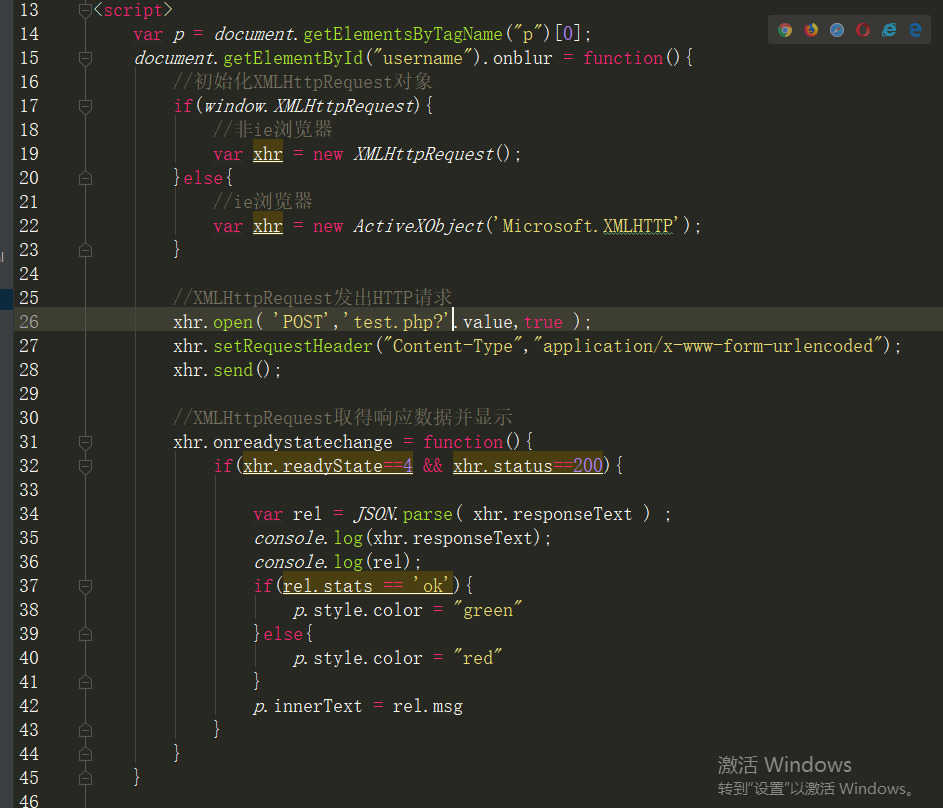 13 <script>
14 var p = document.getElementsByTagName("p")[0];
15 document.getElementById("username").onblur = function(){
16 //初始化XMLHttpRequest对象
17 if(window.XMLHttpRequest){
18 //非ie浏览器
19 var xhr = new XMLHttpRequest();
20 }else{
21 //ie浏览器
22 var xhr = new ActiveXObject('Microsoft.XMLHTTP');
23 }
24
25 //XMLHttpRequest发出HTTP请求
26 xhr.open( 'POST','test.php?'.value,true );
27 xhr.setRequestHeader("Content-Type","application/x-www-form-urlencoded");
28 xhr.send();
29
30 //XMLHttpRequest取得响应数据并显示
31 xhr.onreadystatechange = function(){
32 if(xhr.readyState==4 && xhr.status==200){
33
34 var rel = JSON.parse( xhr.responseText ) ;
35 console.log(xhr.responseText);
36 console.log(rel);
37 if(rel.stats == 'ok'){
38 p.style.color = "green"
39 }else{
40 p.style.color = "red"
41 }
42 p.innerText = rel.msg
43 }
44 }
45 }
46
激活 Windows
转到"设置"以激活 Windows。